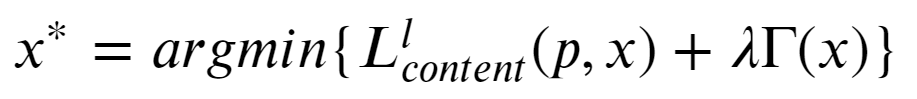 x* = argmin{L^l_content(p, x) + λΓ(x)}